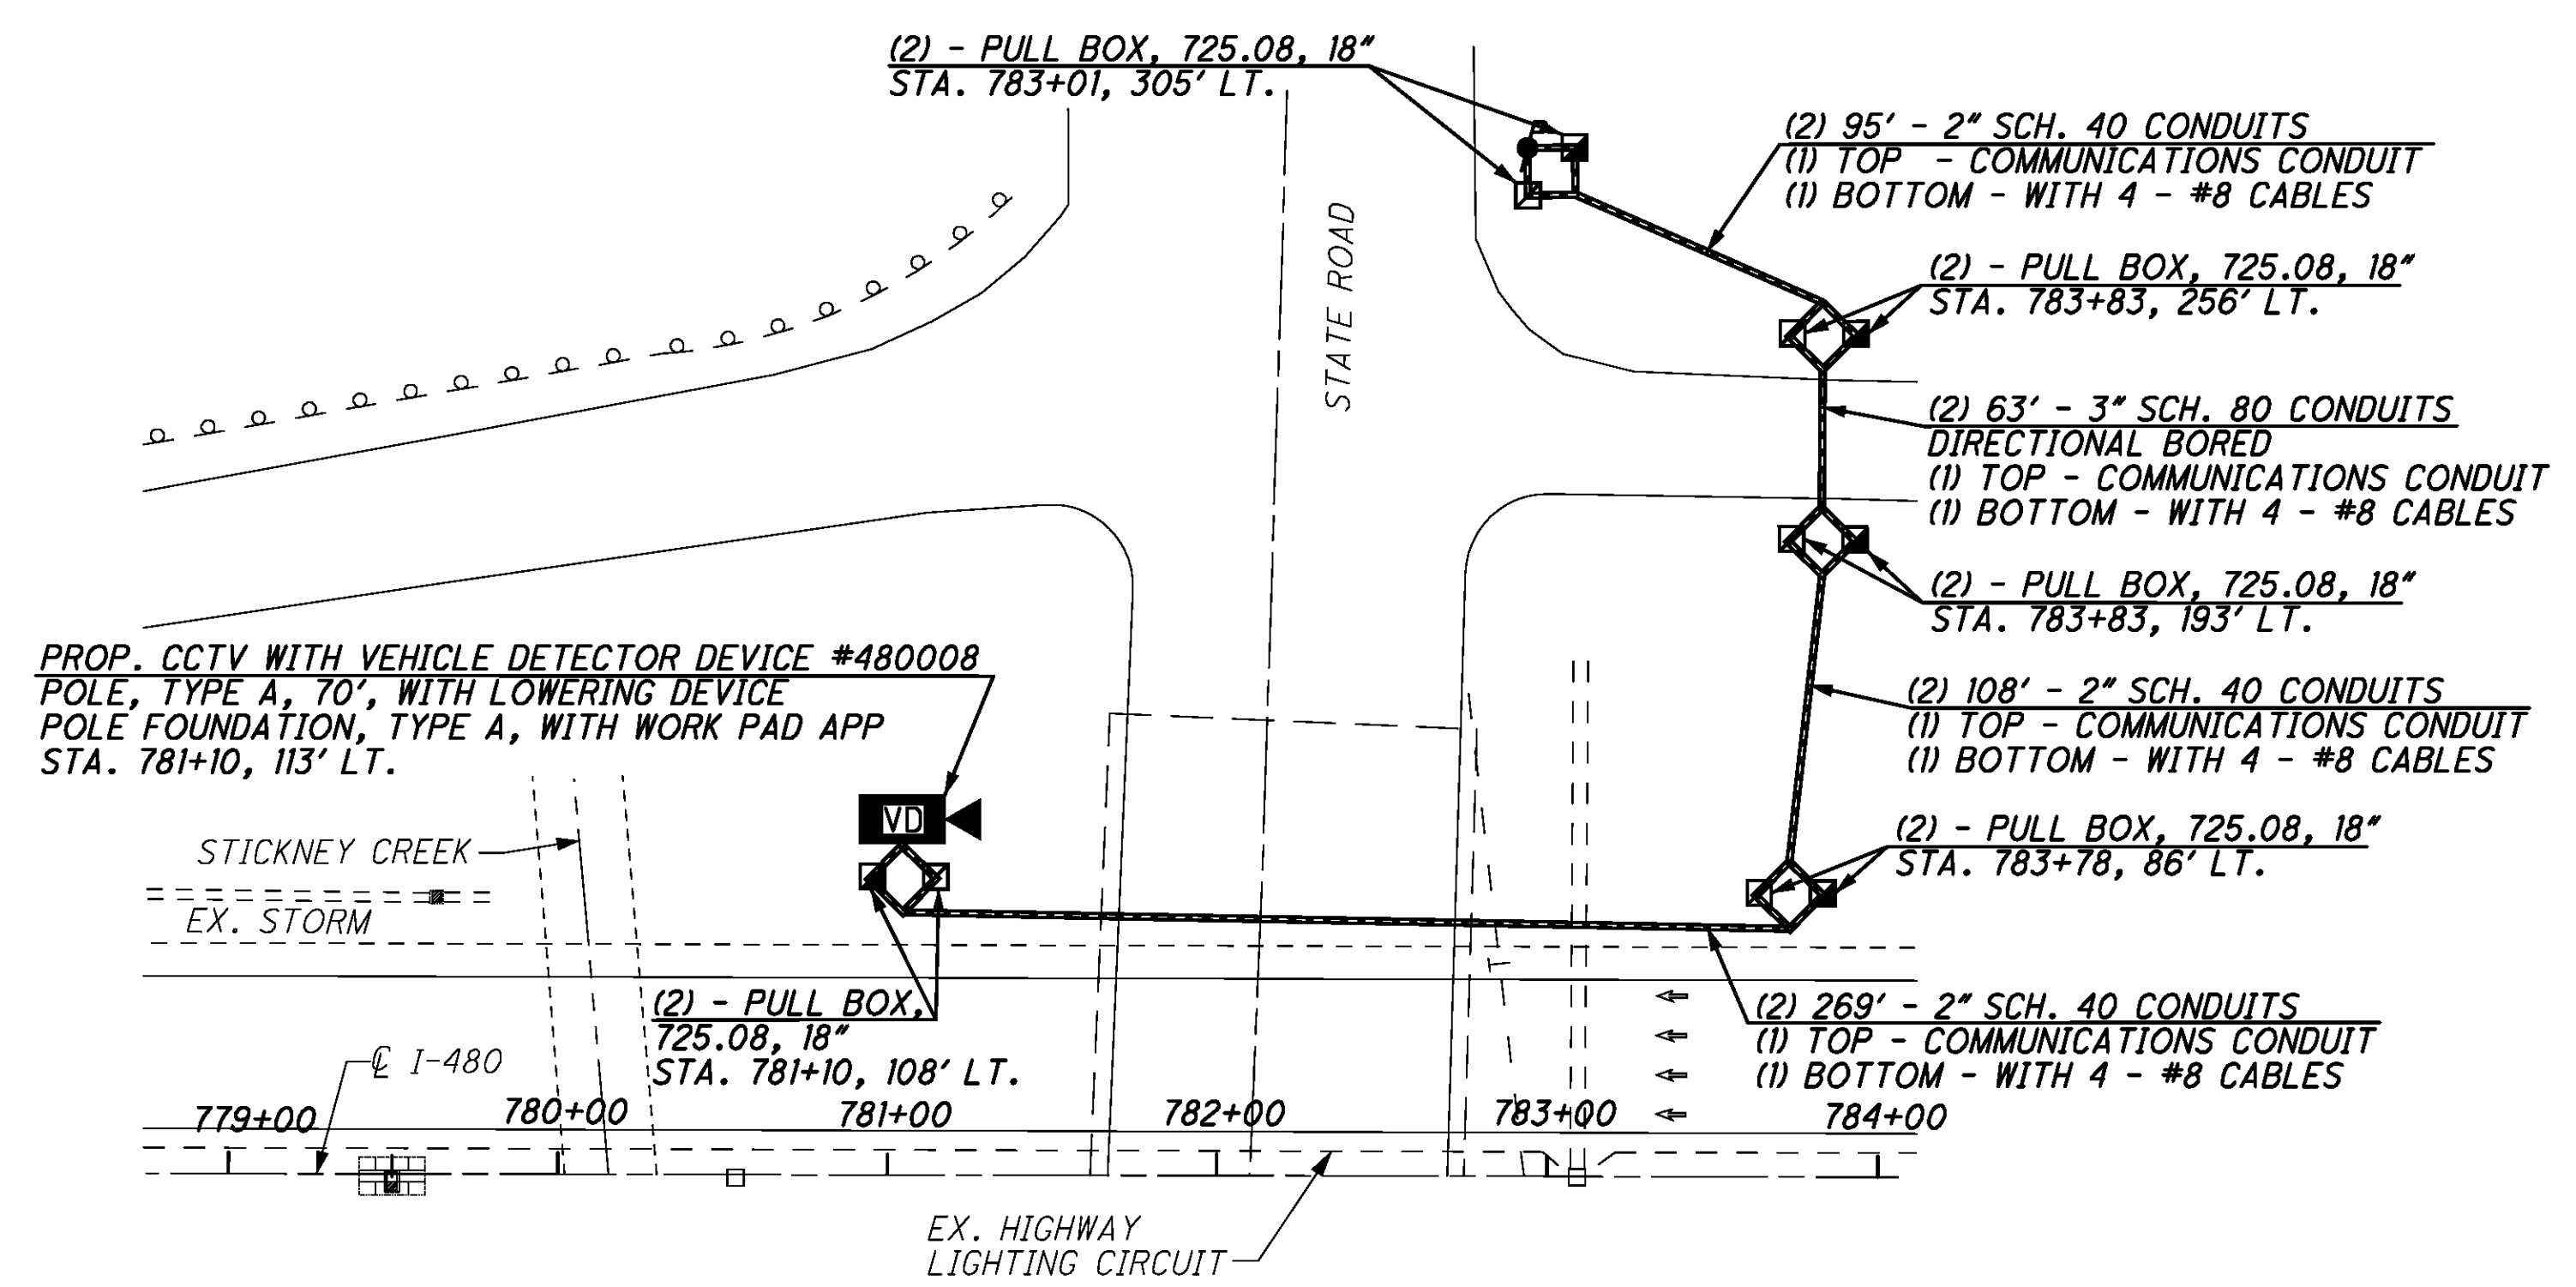 (2) - PULL BOX, 725.08, 18"
STA. 783+01, 305' LT.
(2) 95' - 2" SCH. 40 CONDUITS
(1) TOP - COMMUNICATIONS CONDUIT
(1) BOTTOM - WITH 4 - #8 CABLES
STATE ROAD
(2) - PULL BOX, 725.08, 18"
STA. 783+83, 256' LT.
(2) 63' - 3" SCH. 80 CONDUITS
DIRECTIONAL BORED
(1) TOP - COMMUNICATIONS CONDUIT
(1) BOTTOM - WITH 4 - #8 CABLES
(2) - PULL BOX, 725.08, 18"
STA. 783+83, 193' LT.
PROP. CCTV WITH VEHICLE DETECTOR DEVICE #480008
POLE, TYPE A, 70', WITH LOWERING DEVICE
POLE FOUNDATION, TYPE A, WITH WORK PAD APP
STA. 781+10, 113' LT.
(2) 108' - 2" SCH. 40 CONDUITS
(1) TOP - COMMUNICATIONS CONDUIT
(1) BOTTOM - WITH 4 - #8 CABLES
VD
STICKNEY CREEK
(2) - PULL BOX, 725.08, 18"
STA. 783+78, 86' LT.
EX. STORM
(2) - PULL BOX,
725.08, 18"
STA. 781+10, 108' LT.
(2) 269' - 2" SCH. 40 CONDUITS
(1) TOP - COMMUNICATIONS CONDUIT
(1) BOTTOM - WITH 4 - #8 CABLES
℄ I-480
779+00 780+00 781+00 782+00 783+00 784+00
EX. HIGHWAY
LIGHTING CIRCUIT